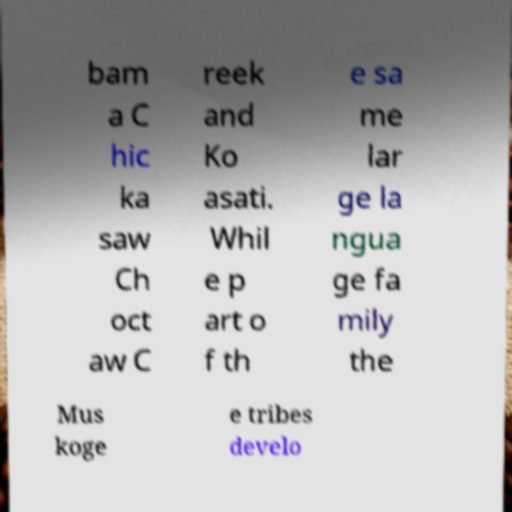 bam
a C
hic
ka
saw
Ch
oct
aw C
reek
and
Ko
asati.
Whil
e p
art o
f th
e sa
me
lar
ge la
ngua
ge fa
mily
the
Mus
koge
e tribes
develo